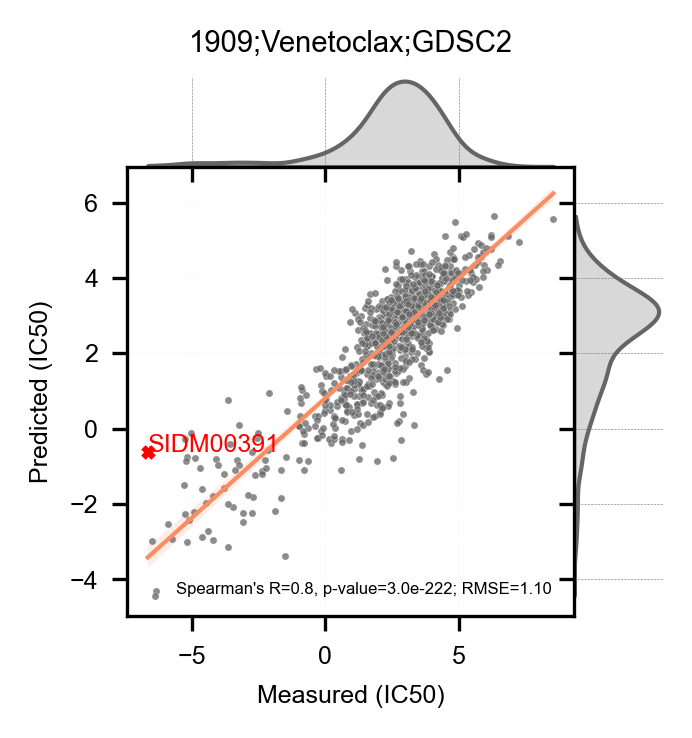 1909;Venetoclax;GDSC2
6
4
2
0
−2
−4
Predicted (IC50)
SIDM00391
Spearman's R=0.8, p-value=3.0e-222; RMSE=1.10
−5 0 5
Measured (IC50)